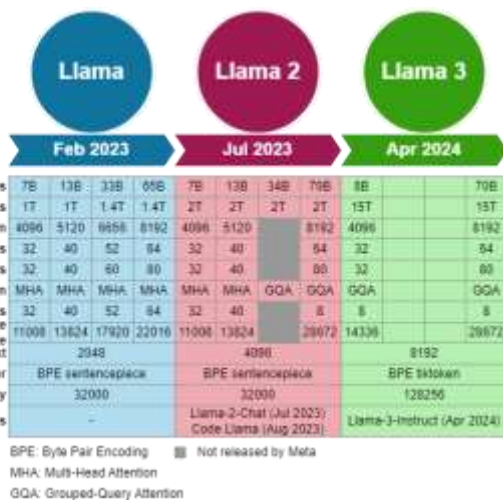 Llama Llama 2 Llama 3
Feb 2023 Jul 2023 Apr 2024
s 7B 13B 33B 65B 7B 13B 34B 70B 8B 70B
s 1T 1T 1.4T 1.4T 2T 2T 2T 2T 15T 15T
n 4096 5120 6656 8192 4096 5120 8192 4096 8192
s 32 40 52 64 32 40 64 32 64
s 32 40 60 80 32 40 80 32 80
n MHA MHA MHA MHA MHA MHA GQA GQA GQA GQA
s 32 40 52 64 32 40 8 8 8
e 11008 13824 17920 22016 11008 13824 28672 14336 28672
e
t 2048 4096 8192
r BPE sentencepiece BPE sentencepiece BPE tiktoken
y 32000 32000 128256
s - Llama-2-Chat (Jul 2023) Llama-3-Instruct (Apr 2024)
Code Llama (Aug 2023)
BPE: Byte Pair Encoding Not released by Meta
MHA: Multi-Head Attention
GQA: Grouped-Query Attention